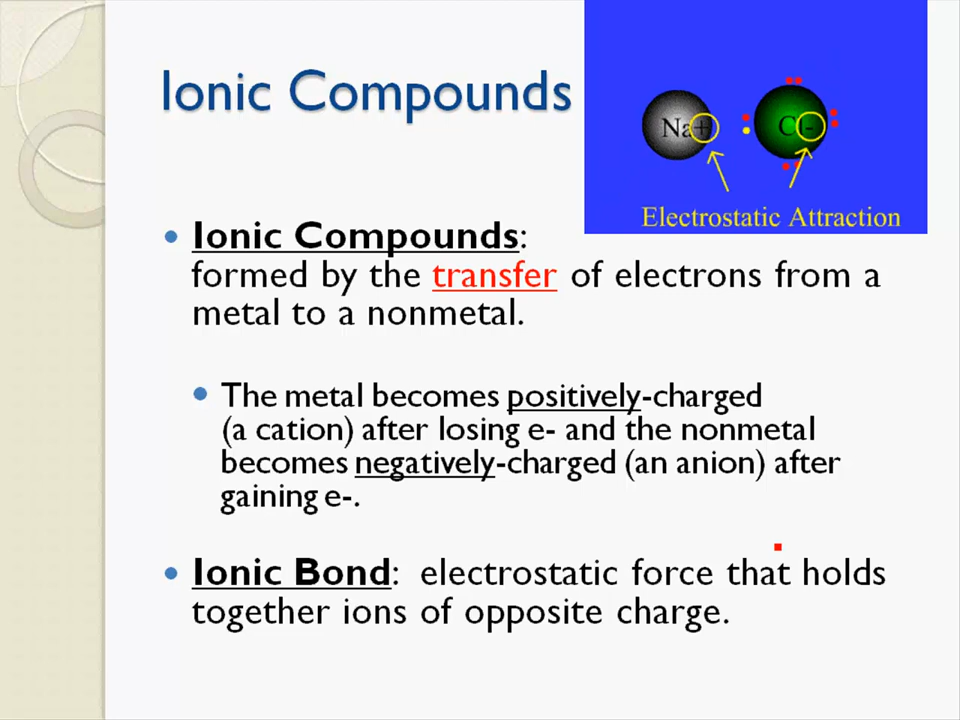 Ionic Compounds
Na+ Cl-
Electrostatic Attraction
Ionic Compounds:
formed by the transfer of electrons from a
metal to a nonmetal.
The metal becomes positively-charged
(a cation) after losing e- and the nonmetal
becomes negatively-charged (an anion) after
gaining e-.
Ionic Bond: electrostatic force that holds
together ions of opposite charge.